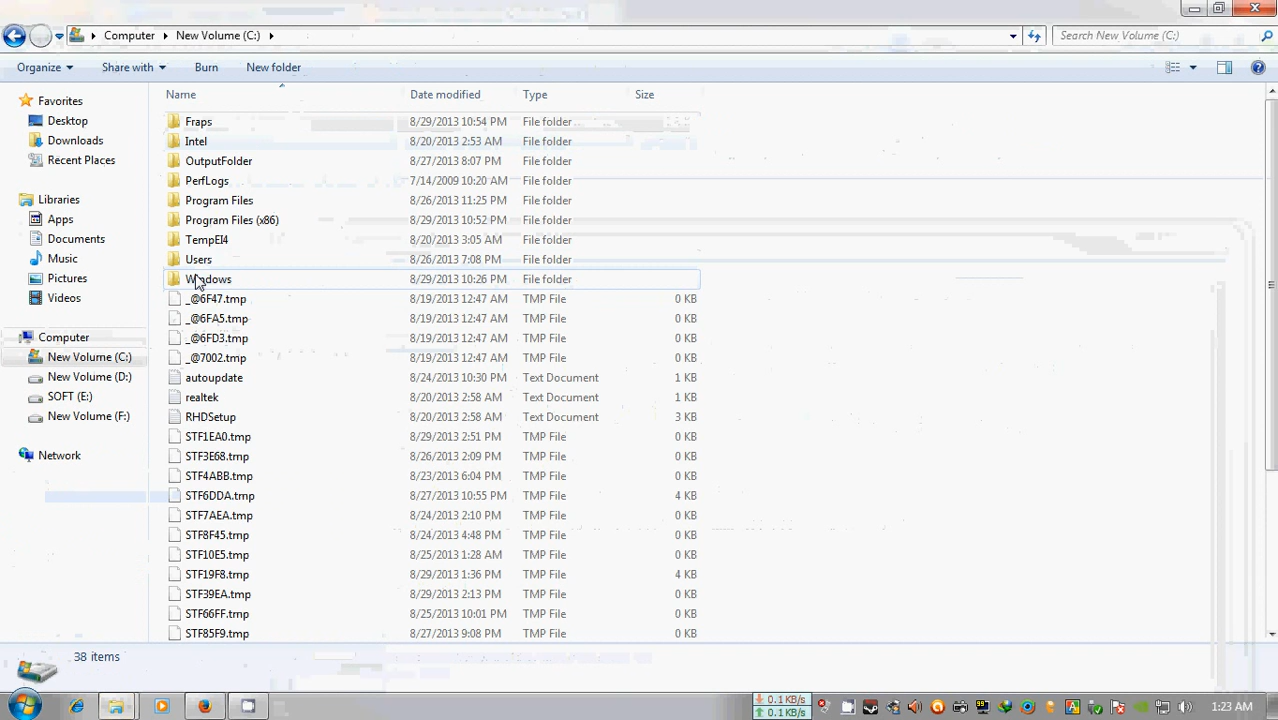 Computer New Volume (C:) Search New Volume (C:)
Organize Share with Burn New folder
Name Date modified Type Size
Favorites
Desktop
Downloads
Recent Places
Libraries
Apps
Documents
Music
Pictures
Videos
Computer
New Volume (C:)
New Volume (D:)
SOFT (E:)
New Volume (F:)
Network
Fraps 8/29/2013 10:54 PM File folder
Intel 8/20/2013 2:53 AM File folder
OutputFolder 8/27/2013 8:07 PM File folder
PerfLogs 7/14/2009 10:20 AM File folder
Program Files 8/26/2013 11:25 PM File folder
Program Files (x86) 8/29/2013 10:52 PM File folder
TempEI4 8/20/2013 3:05 AM File folder
Users 8/26/2013 7:08 PM File folder
Windows 8/29/2013 10:26 PM File folder
_@6F47.tmp 8/19/2013 12:47 AM TMP File 0 KB
_@6FA5.tmp 8/19/2013 12:47 AM TMP File 0 KB
_@6FD3.tmp 8/19/2013 12:47 AM TMP File 0 KB
_@7002.tmp 8/19/2013 12:47 AM TMP File 0 KB
autoupdate 8/24/2013 10:30 PM Text Document 1 KB
realtek 8/20/2013 2:58 AM Text Document 1 KB
RHDSetup 8/20/2013 2:58 AM Text Document 3 KB
STF1EA0.tmp 8/29/2013 2:51 PM TMP File 0 KB
STF3E68.tmp 8/26/2013 2:09 PM TMP File 0 KB
STF4ABB.tmp 8/23/2013 6:04 PM TMP File 0 KB
STF6DDA.tmp 8/27/2013 10:55 PM TMP File 4 KB
STF7AEA.tmp 8/24/2013 2:10 PM TMP File 0 KB
STF8F45.tmp 8/24/2013 4:48 PM TMP File 0 KB
STF10E5.tmp 8/25/2013 1:28 AM TMP File 0 KB
STF19F8.tmp 8/29/2013 1:36 PM TMP File 4 KB
STF39EA.tmp 8/29/2013 2:13 PM TMP File 0 KB
STF66FF.tmp 8/25/2013 10:01 PM TMP File 0 KB
STF85F9.tmp 8/27/2013 9:08 PM TMP File 0 KB
38 items
0.1 KB/s
0.1 KB/s
1:23 AM